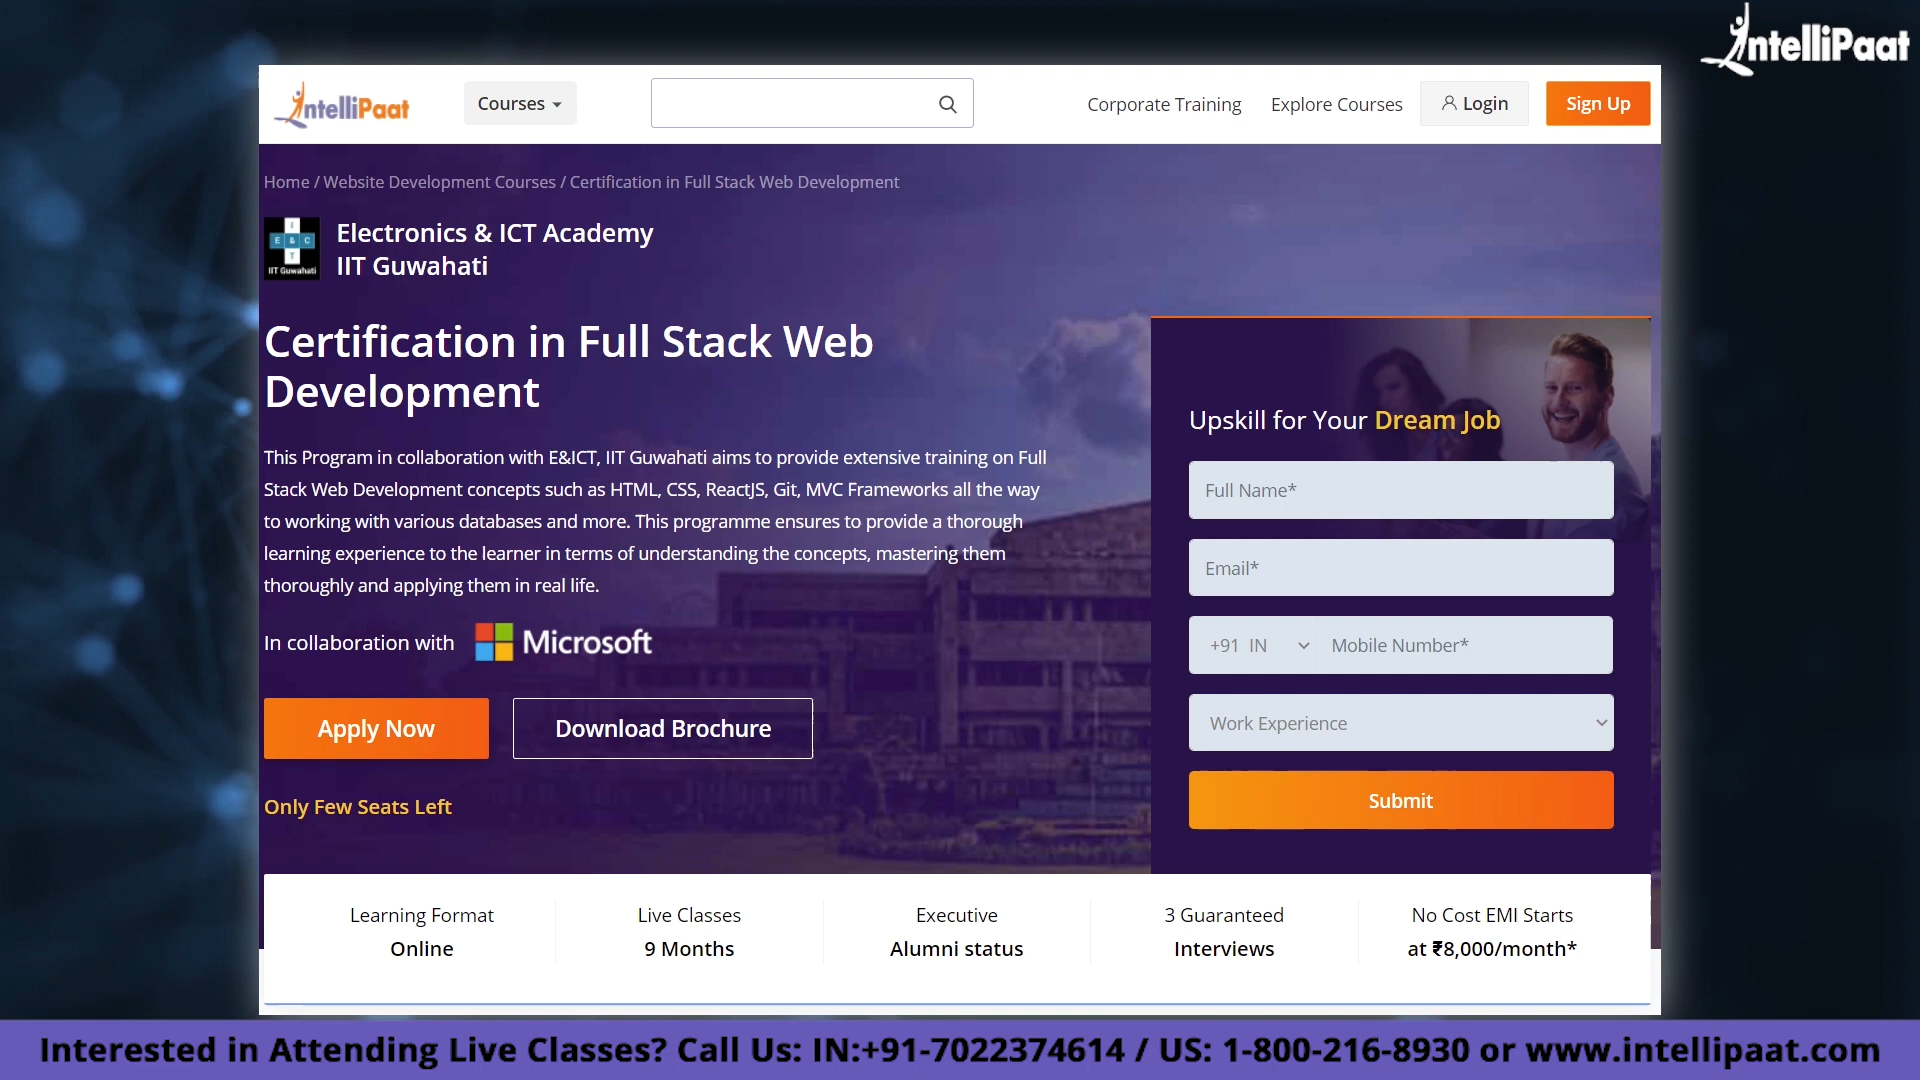 IntelliPaat
IntelliPaat
Courses
Corporate Training
Explore Courses
Login
Sign Up
Home / Website Development Courses / Certification in Full Stack Web Development
I
E & C
T
IIT Guwahati
Electronics & ICT Academy
IIT Guwahati
Certification in Full Stack Web
Development
This Program in collaboration with E&ICT, IIT Guwahati aims to provide extensive training on Full
Stack Web Development concepts such as HTML, CSS, ReactJS, Git, MVC Frameworks all the way
to working with various databases and more. This programme ensures to provide a thorough
learning experience to the learner in terms of understanding the concepts, mastering them
thoroughly and applying them in real life.
In collaboration with Microsoft
Apply Now
Download Brochure
Only Few Seats Left
Upskill for Your Dream Job
Full Name*
Email*
+91 IN
Mobile Number*
Work Experience
Submit
Learning Format
Online
Live Classes
9 Months
Executive
Alumni status
3 Guaranteed
Interviews
No Cost EMI Starts
at ₹8,000/month*
Interested in Attending Live Classes? Call Us: IN:+91-7022374614 / US: 1-800-216-8930 or www.intellipaat.com